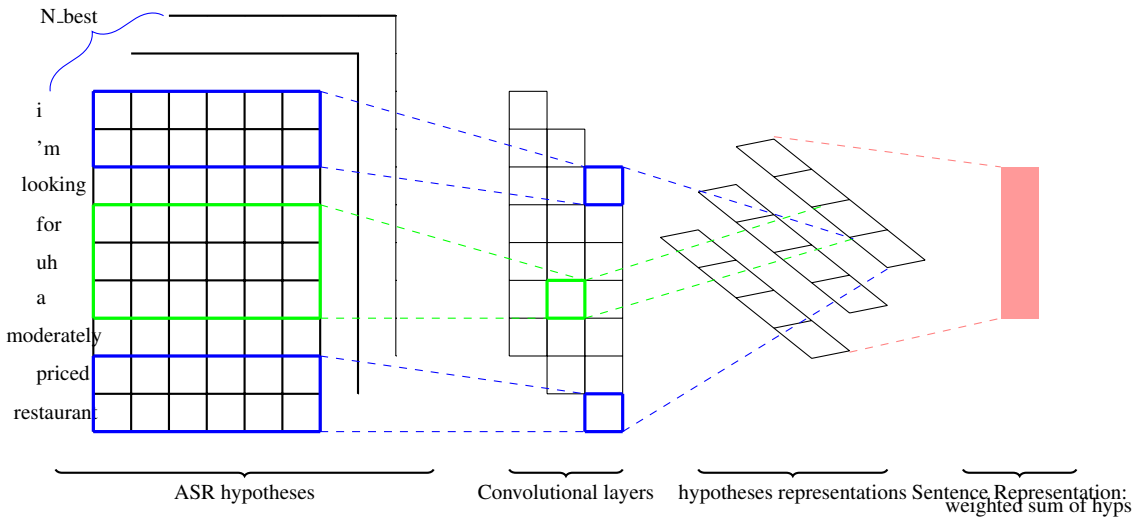 N_best
i
'm
looking
for
uh
a
moderately
priced
restaurant
ASR hypotheses
Convolutional layers
hypotheses representations
Sentence Representation:
weighted sum of hyps